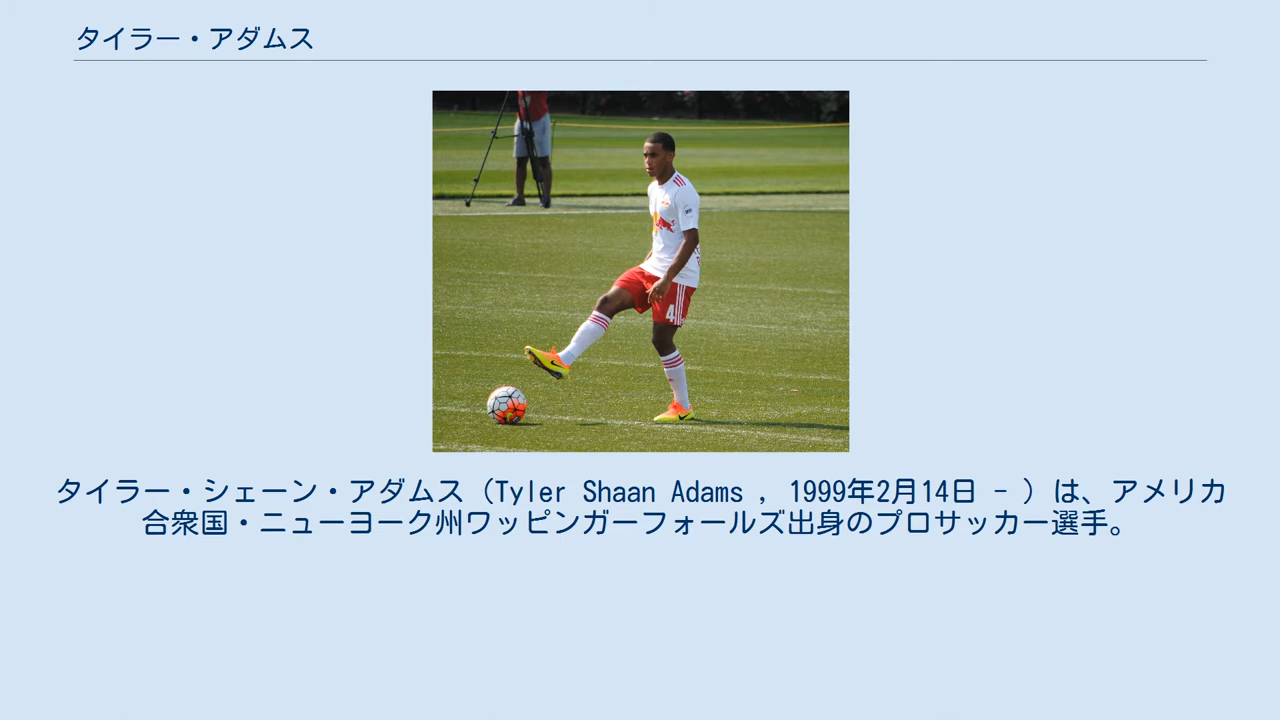 タイラー・アダムス
4
タイラー・シェーン・アダムス（Tyler Shaan Adams , 1999年2月14日 - ）は、アメリカ
合衆国・ニューヨーク州ワッピンガーフォールズ出身のプロサッカー選手。